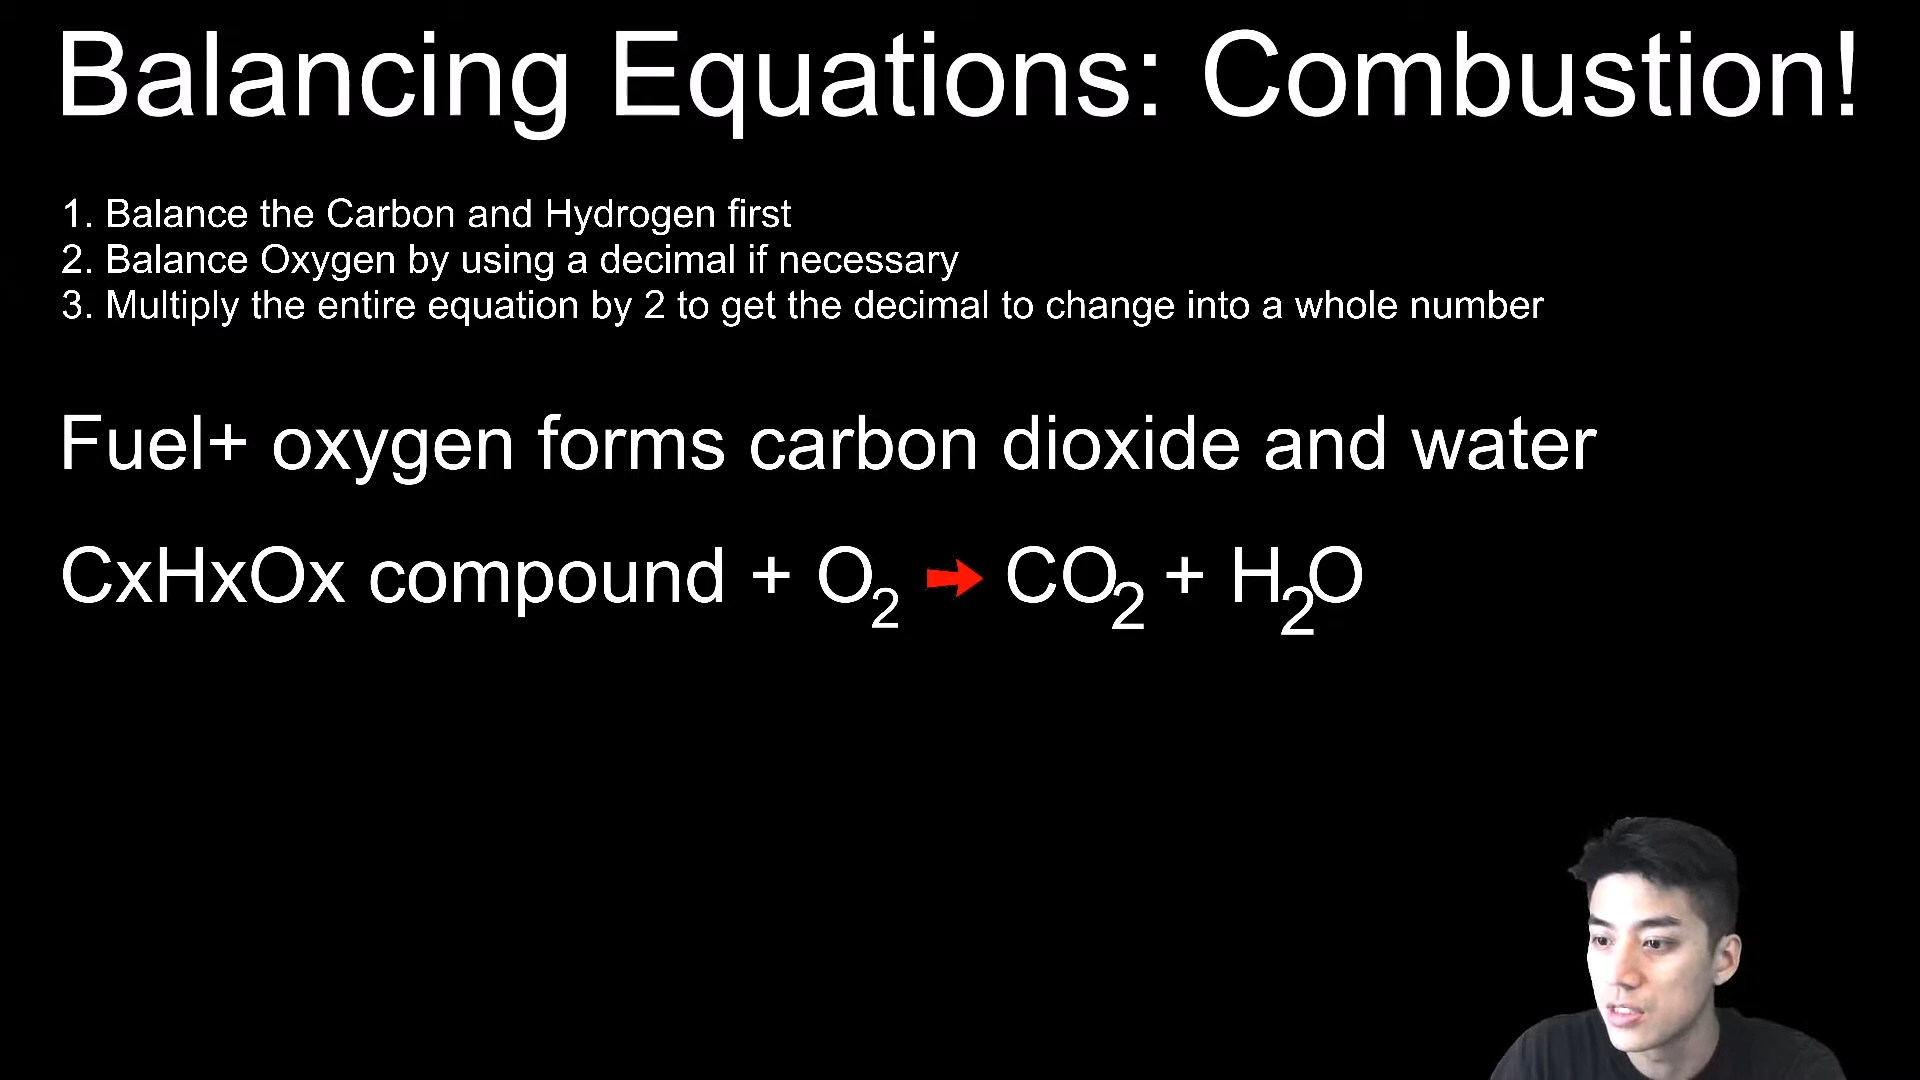 Balancing Equations: Combustion!
1. Balance the Carbon and Hydrogen first
2. Balance Oxygen by using a decimal if necessary
3. Multiply the entire equation by 2 to get the decimal to change into a whole number
Fuel+ oxygen forms carbon dioxide and water
CxHxOx compound + O₂ → CO₂ + H₂O